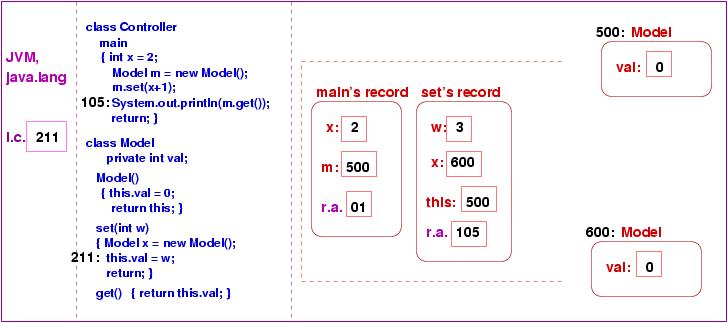 JVM,
java.lang
i.c. 211
class Controller
main
{ int x = 2;
Model m = new Model();
m.set(x+1);
105: System.out.println(m.get());
return; }
class Model
private int val;
Model()
{ this.val = 0;
return this; }
set(int w)
{ Model x = new Model();
211: this.val = w;
return; }
get() { return this.val; }
main's record
x: 2
m: 500
r.a. 01
set's record
w: 3
x: 600
this: 500
r.a. 105
500: Model
val: 0
600: Model
val: 0